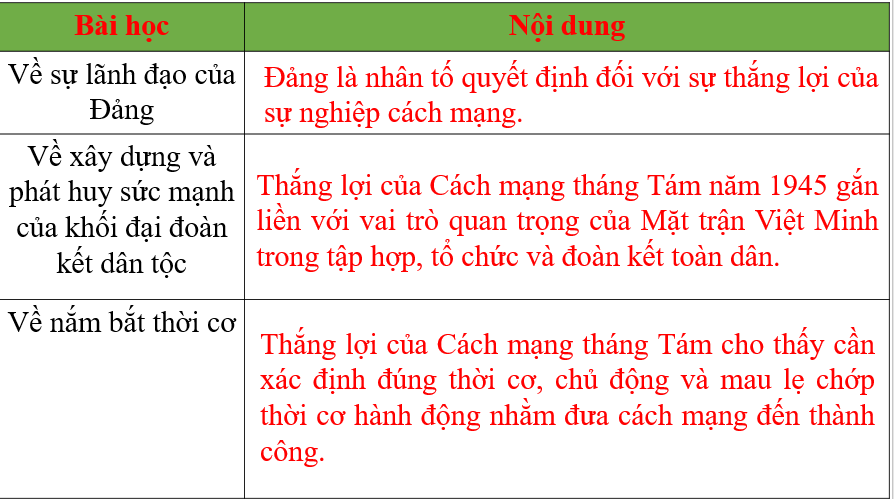 Bài học
Nội dung
Về sự lãnh đạo của
Đảng
Đảng là nhân tố quyết định đối với sự thắng lợi của
sự nghiệp cách mạng.
Về xây dựng và
phát huy sức mạnh
của khối đại đoàn
kết dân tộc
Thắng lợi của Cách mạng tháng Tám năm 1945 gắn
liền với vai trò quan trọng của Mặt trận Việt Minh
trong tập hợp, tổ chức và đoàn kết toàn dân.
Về nắm bắt thời cơ
Thắng lợi của Cách mạng tháng Tám cho thấy cần
xác định đúng thời cơ, chủ động và mau lẹ chớp
thời cơ hành động nhằm đưa cách mạng đến thành
công.